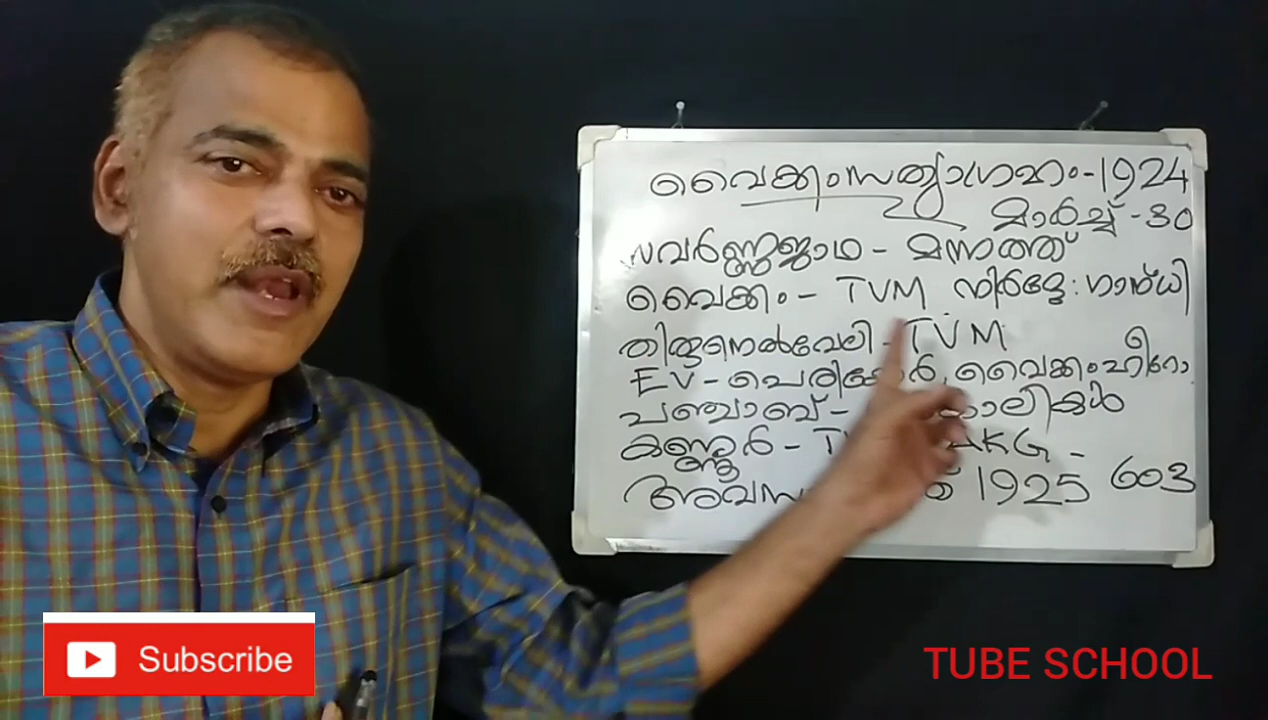 വൈക്കംസത്യാഗ്രഹം-1924
മാർച്ച്-30
സവർണ്ണജാഥ - മന്നത്ത്
വൈക്കം - TVM നിർദ്ദേ: ഗാന്ധി
തിരുനെൽവേലി - TVM
EV - പെരിയോർ, വൈക്കംഹീറോ
പഞ്ചാബ് -
കണ്ണൂർ - AKG -
1925 603
Subscribe
TUBE SCHOOL